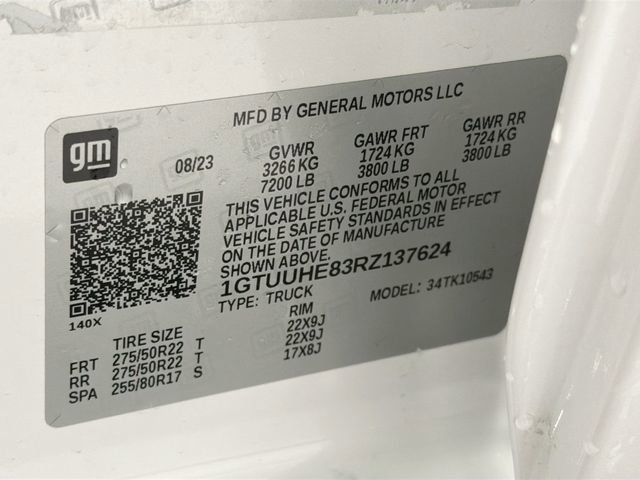 MFD BY GENERAL MOTORS LLC
gm
08/23
GVWR GAWR FRT GAWR RR
3266 KG 1724 KG 1724 KG
7200 LB 3800 LB 3800 LB
THIS VEHICLE CONFORMS TO ALL
APPLICABLE U.S. FEDERAL MOTOR
VEHICLE SAFETY STANDARDS IN EFFECT
ON THE DATE OF MANUFACTURE
SHOWN ABOVE.
1GTUUHE83RZ137624
TYPE: TRUCK MODEL: 34TK10543
140X
TIRE SIZE RIM
FRT 275/50R22 T 22X9J
RR 275/50R22 T 22X9J
SPA 255/80R17 S 17X8J